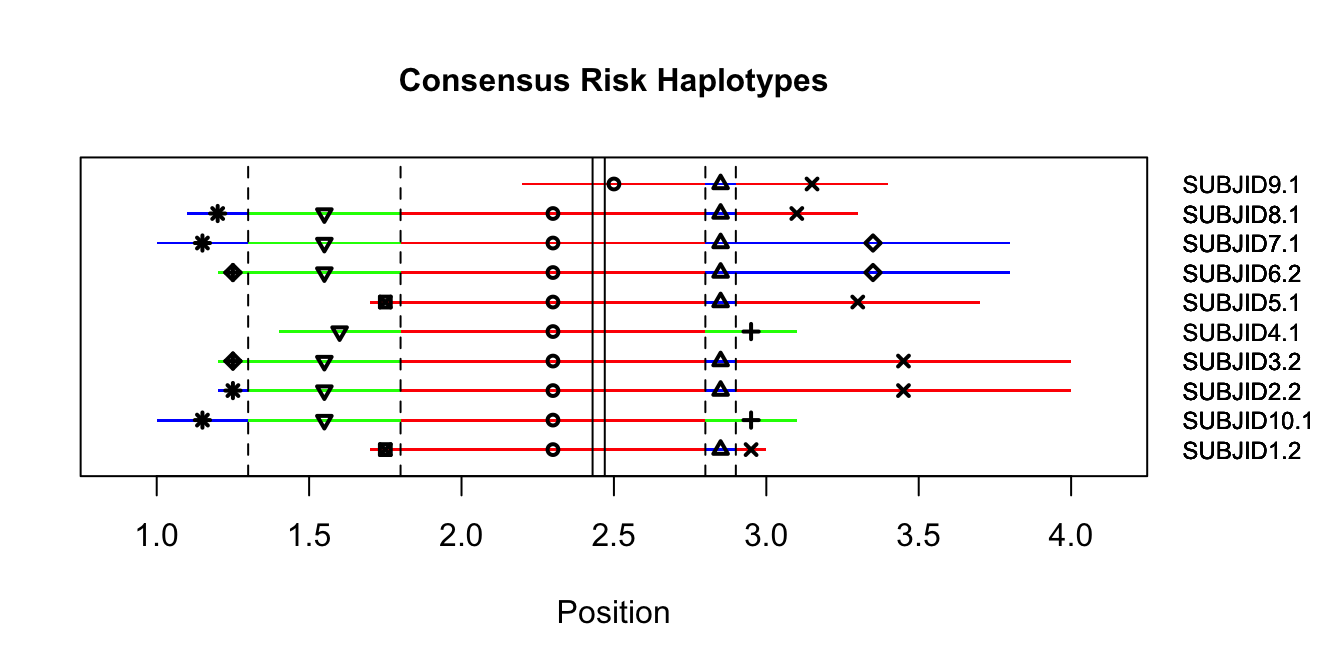 Consensus Risk Haplotypes
SUBJID9.1
SUBJID8.1
SUBJID7.1
SUBJID6.2
SUBJID5.1
SUBJID4.1
SUBJID3.2
SUBJID2.2
SUBJID10.1
SUBJID1.2
1.0 1.5 2.0 2.5 3.0 3.5 4.0
Position